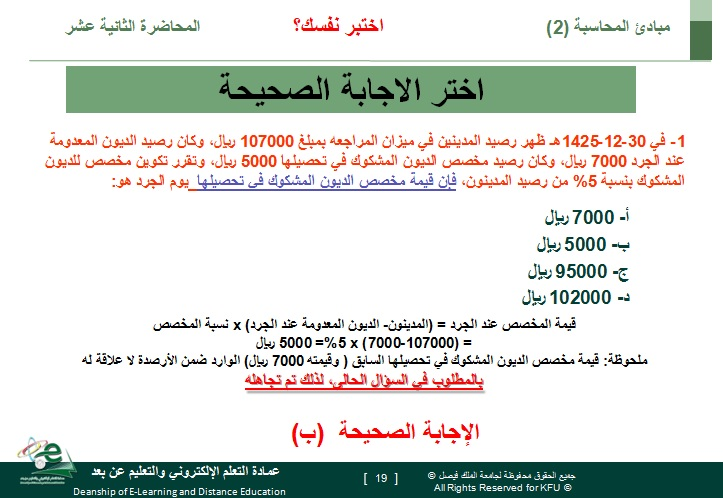 مبادئ المحاسبة (2)
اختبر نفسك؟
المحاضرة الثانية عشر
اختر الاجابة الصحيحة
1- في 30-12-1425هـ ظهر رصيد المدينين في ميزان المراجعه بمبلغ 107000 ريال، وكان رصيد الديون المعدومة
عند الجرد 7000 ريال، وكان رصيد مخصص الديون المشكوك في تحصيلها 5000 ريال، وتقرر تكوين مخصص للديون
المشكوك بنسبة 5% من رصيد المدينون، فإن قيمة مخصص الديون المشكوك في تحصيلها يوم الجرد هو:
أ- 7000 ريال
ب- 5000 ريال
ج- 95000 ريال
د- 102000 ريال
قيمة المخصص عند الجرد = (المدينون- الديون المعدومة عند الجرد) x نسبة المخصص
= (107000-7000) x 5%= 5000 ريال
ملحوظة: قيمة مخصص الديون المشكوك في تحصيلها السابق ( وقيمته 7000 ريال) الوارد ضمن الأرصدة لا علاقة له
بالمطلوب في السؤال الحالي، لذلك تم تجاهله
الإجابة الصحيحة (ب)
جميع الحقوق محفوظة لجامعة الملك فيصل ©
All Rights Reserved for KFU ©
[ 19 ]
عمادة التعلم الإلكتروني والتعليم عن بعد
Deanship of E-Learning and Distance Education